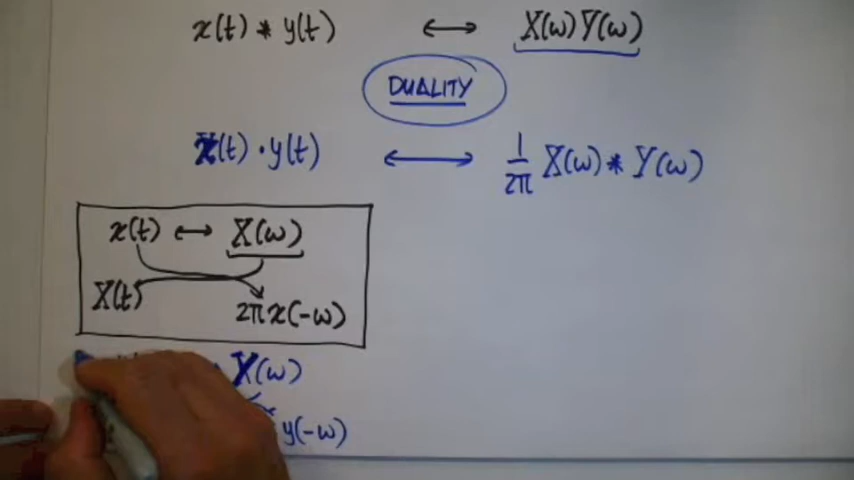 x(t) * y(t) ⟷ X(ω)Y(ω)
DUALITY
x(t) · y(t) ⟷ 1/2π X(ω) * Y(ω)
x(t) ↔ X(ω)
X(t) 2πx(-ω)
Y(ω)
y(-ω)